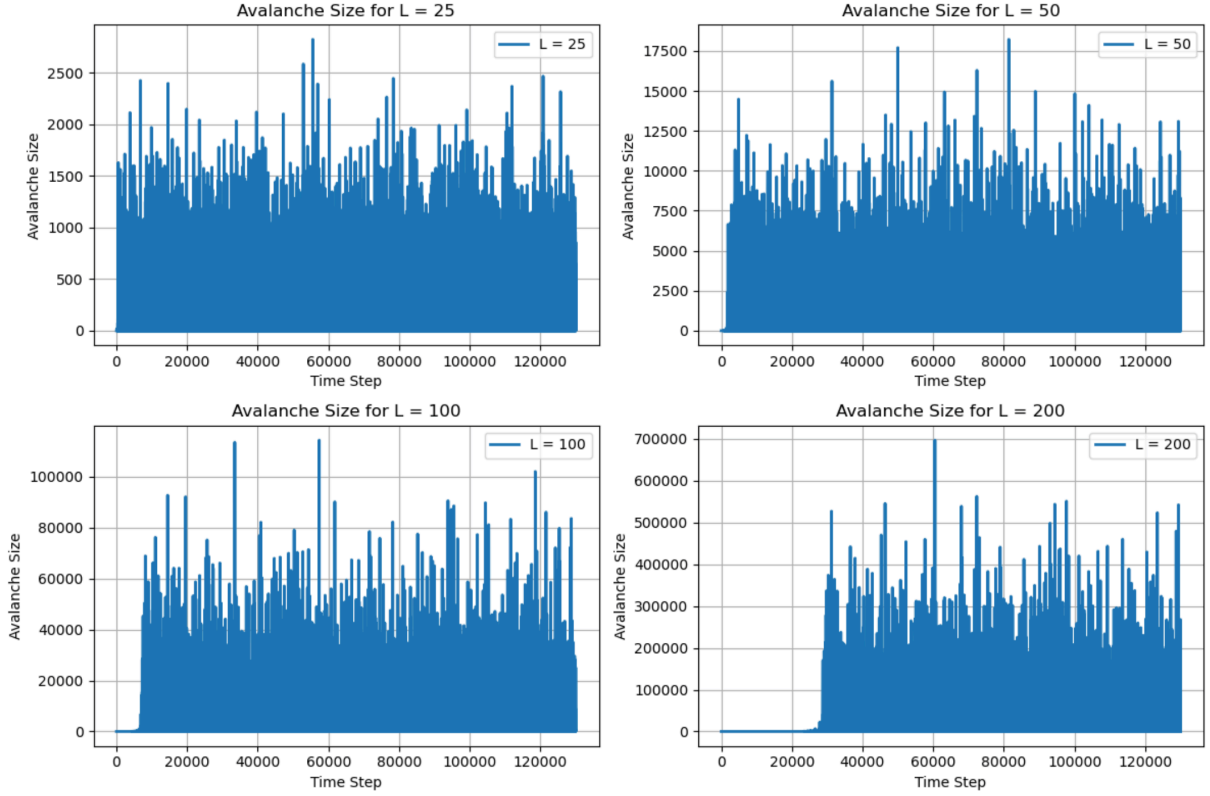 Avalanche Size for L = 25
L = 25
2500
2000
1500
1000
500
0
Avalanche Size
0 20000 40000 60000 80000 100000 120000
Time Step
Avalanche Size for L = 50
L = 50
17500
15000
12500
10000
7500
5000
2500
0
Avalanche Size
0 20000 40000 60000 80000 100000 120000
Time Step
Avalanche Size for L = 100
L = 100
100000
80000
60000
40000
20000
0
Avalanche Size
0 20000 40000 60000 80000 100000 120000
Time Step
Avalanche Size for L = 200
L = 200
700000
600000
500000
400000
300000
200000
100000
0
Avalanche Size
0 20000 40000 60000 80000 100000 120000
Time Step